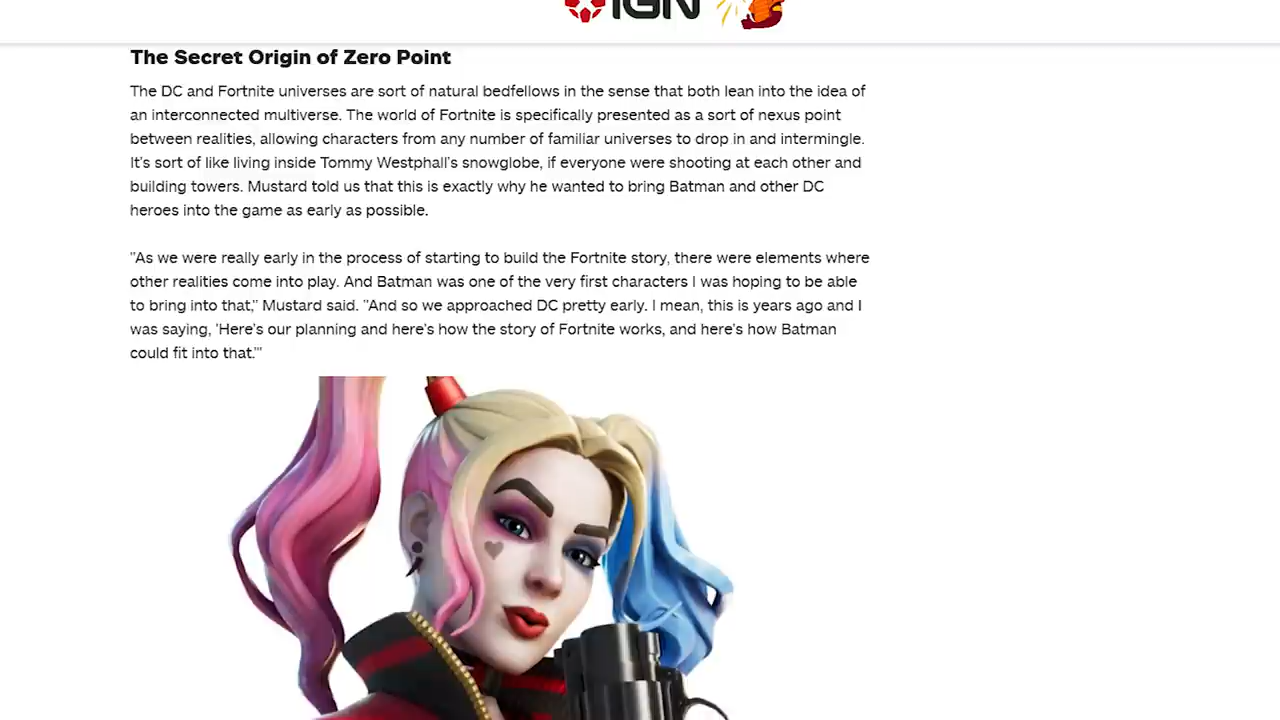 IGN
The Secret Origin of Zero Point
The DC and Fortnite universes are sort of natural bedfellows in the sense that both lean into the idea of
an interconnected multiverse. The world of Fortnite is specifically presented as a sort of nexus point
between realities, allowing characters from any number of familiar universes to drop in and intermingle.
It's sort of like living inside Tommy Westphall's snowglobe, if everyone were shooting at each other and
building towers. Mustard told us that this is exactly why he wanted to bring Batman and other DC
heroes into the game as early as possible.
"As we were really early in the process of starting to build the Fortnite story, there were elements where
other realities come into play. And Batman was one of the very first characters I was hoping to be able
to bring into that," Mustard said. "And so we approached DC pretty early. I mean, this is years ago and I
was saying, 'Here's our planning and here's how the story of Fortnite works, and here's how Batman
could fit into that.'"